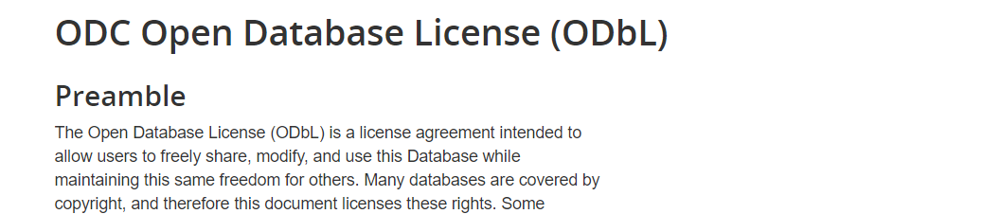 ODC Open Database License (ODbL)
Preamble
The Open Database License (ODbL) is a license agreement intended to
allow users to freely share, modify, and use this Database while
maintaining this same freedom for others. Many databases are covered by
copyright, and therefore this document licenses these rights. Some